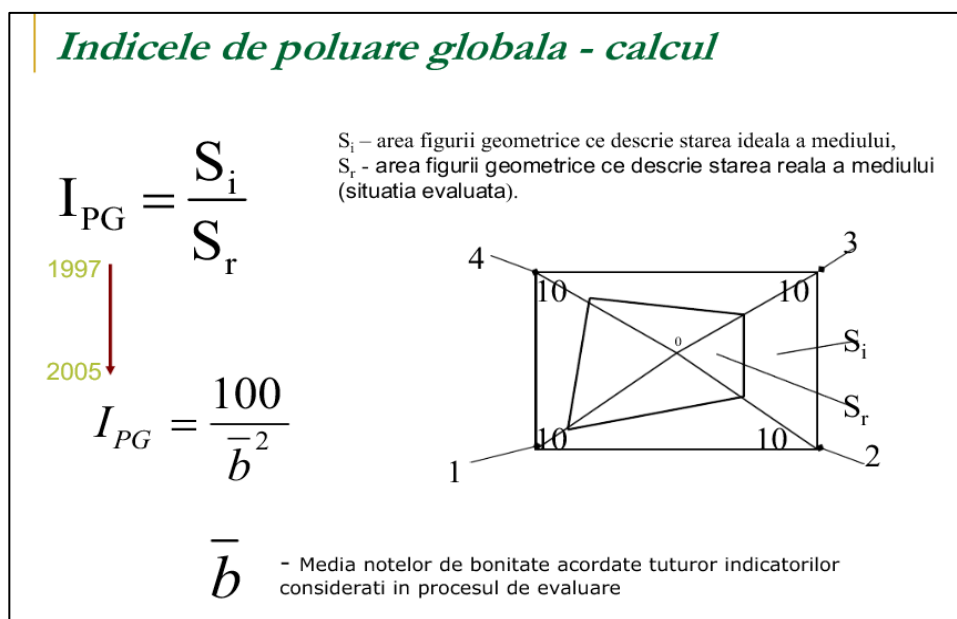 Indicele de poluare globala - calcul
S_i – area figurii geometrice ce descrie starea ideala a mediului,
S_r - area figurii geometrice ce descrie starea reala a mediului
(situatia evaluata).
I_PG = S_i / S_r
1997
2005
I_PG = 100 / b̄²
4
3
10
10
0
S_i
S_r
10
10
1
2
b̄ - Media notelor de bonitate acordate tuturor indicatorilor
considerati in procesul de evaluare